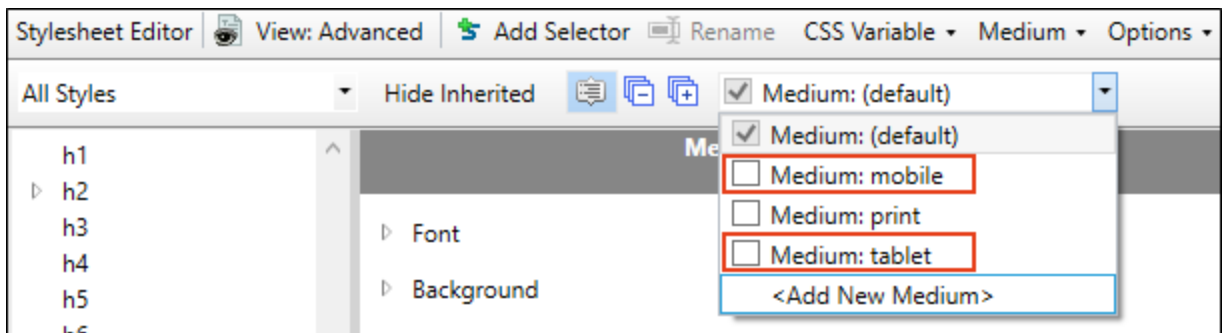 Stylesheet Editor View: Advanced Add Selector Rename CSS Variable Medium Options
All Styles Hide Inherited Medium: (default)
Medium: (default)
h1 Me
Medium: mobile
h2
Medium: print
h3 Font
Medium: tablet
h4
h5 Background <Add New Medium>